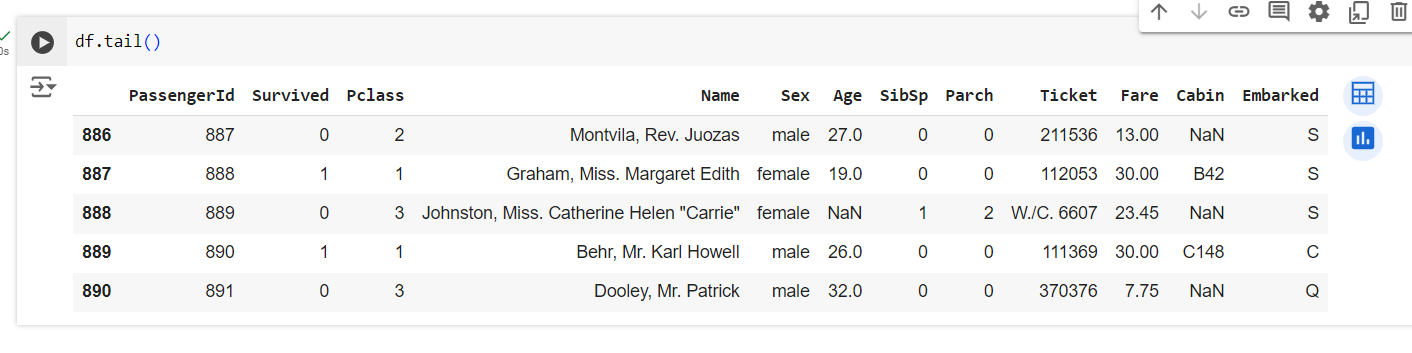 df.tail()
0s
PassengerId Survived Pclass Name Sex Age SibSp Parch Ticket Fare Cabin Embarked
886 887 0 2 Montvila, Rev. Juozas male 27.0 0 0 211536 13.00 NaN S
887 888 1 1 Graham, Miss. Margaret Edith female 19.0 0 0 112053 30.00 B42 S
888 889 0 3 Johnston, Miss. Catherine Helen "Carrie" female NaN 1 2 W./C. 6607 23.45 NaN S
889 890 1 1 Behr, Mr. Karl Howell male 26.0 0 0 111369 30.00 C148 C
890 891 0 3 Dooley, Mr. Patrick male 32.0 0 0 370376 7.75 NaN Q